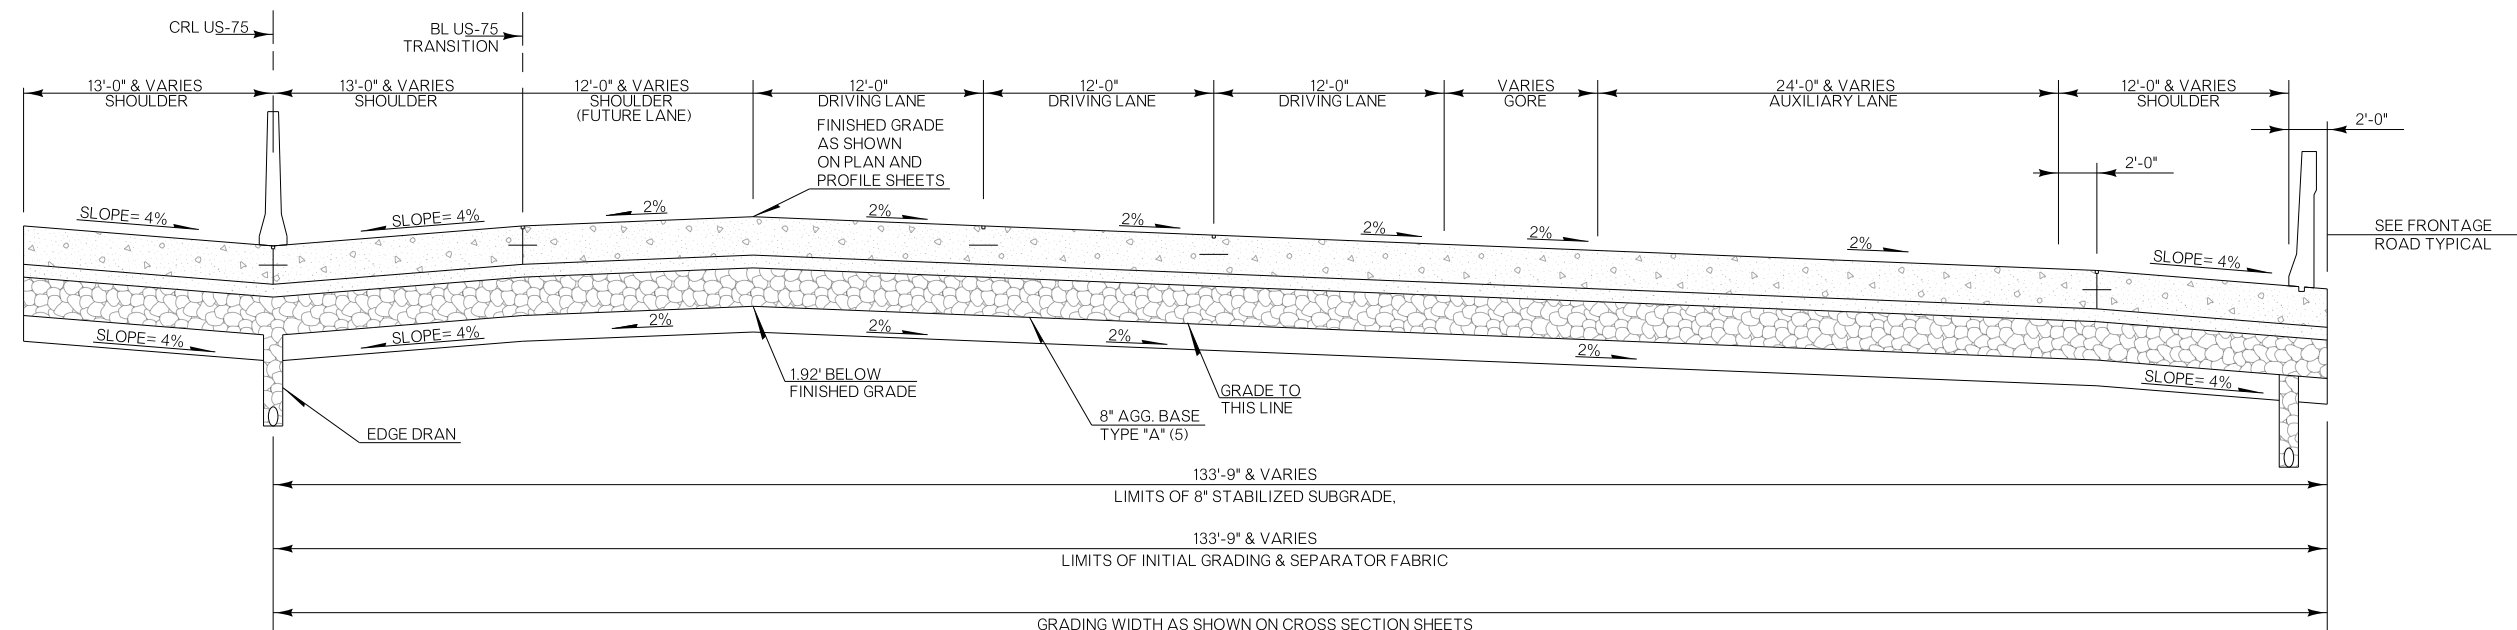 CRL US-75
BL US-75
TRANSITION
13'-0" & VARIES
SHOULDER
13'-0" & VARIES
SHOULDER
12'-0" & VARIES
SHOULDER
(FUTURE LANE)
12'-0"
DRIVING LANE
12'-0"
DRIVING LANE
12'-0"
DRIVING LANE
VARIES
GORE
24'-0" & VARIES
AUXILIARY LANE
12'-0" & VARIES
SHOULDER
2'-0"
2'-0"
FINISHED GRADE
AS SHOWN
ON PLAN AND
PROFILE SHEETS
SLOPE= 4%
SLOPE= 4%
2%
2%
2%
2%
2%
2%
SLOPE= 4%
SEE FRONTAGE
ROAD TYPICAL
SLOPE= 4%
SLOPE= 4%
2%
2%
2%
2%
SLOPE= 4%
1.92' BELOW
FINISHED GRADE
GRADE TO
THIS LINE
8" AGG. BASE
TYPE "A" (5)
EDGE DRAN
133'-9" & VARIES
LIMITS OF 8" STABILIZED SUBGRADE,
133'-9" & VARIES
LIMITS OF INITIAL GRADING & SEPARATOR FABRIC
GRADING WIDTH AS SHOWN ON CROSS SECTION SHEETS